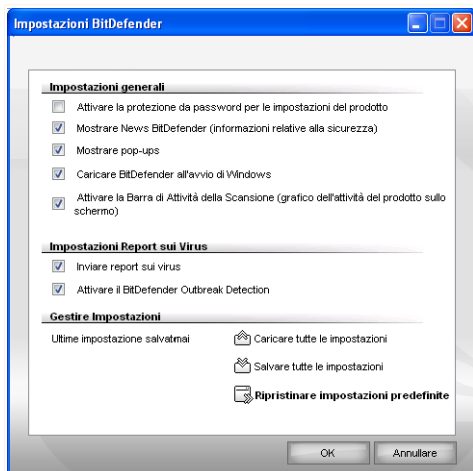 Impostazioni BitDefender
Impostazioni generali
Attivare la protezione da password per le impostazioni del prodotto
Mostrare News BitDefender (informazioni relative alla sicurezza)
Mostrare pop-ups
Caricare BitDefender all'avvio di Windows
Attivare la Barra di Attività della Scansione (grafico dell'attività del prodotto sullo
schermo)
Impostazioni Report sui Virus
Inviare report sui virus
Attivare il BitDefender Outbreak Detection
Gestire Impostazioni
Ultime impostazione salvatmai
Caricare tutte le impostazioni
Salvare tutte le impostazioni
Ripristinare impostazioni predefinite
OK
Annullare